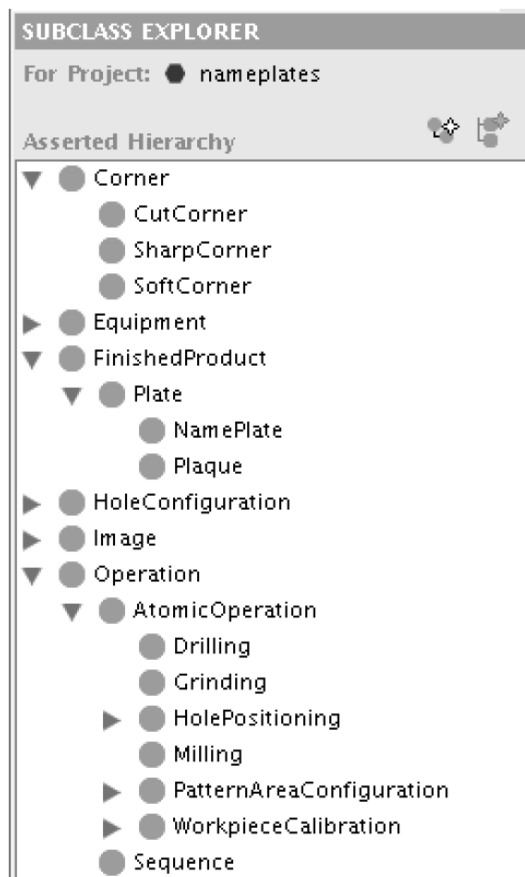 SUBCLASS EXPLORER
For Project: nameplates
Asserted Hierarchy
Corner
CutCorner
SharpCorner
SoftCorner
Equipment
FinishedProduct
Plate
NamePlate
Plaque
HoleConfiguration
Image
Operation
AtomicOperation
Drilling
Grinding
HolePositioning
Milling
PatternAreaConfiguration
WorkpieceCalibration
Sequence